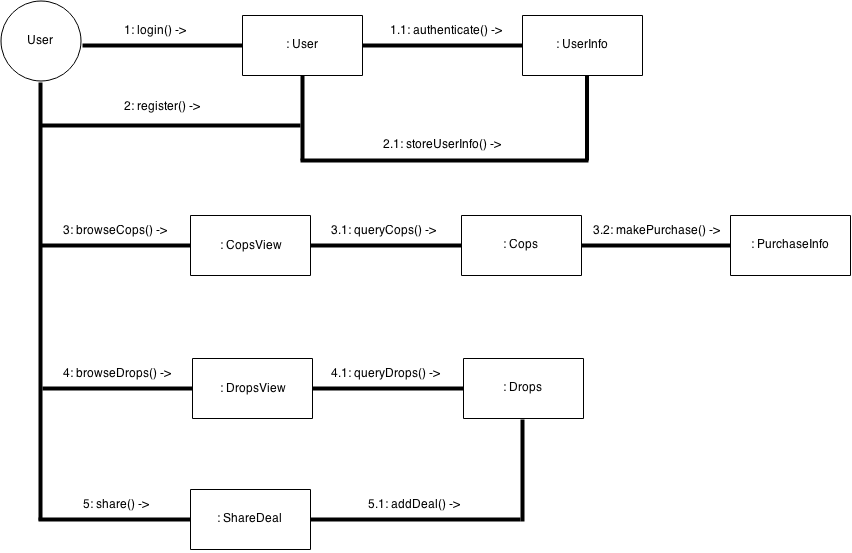 User
1: login() ->
: User
1.1: authenticate() ->
: UserInfo
2: register() ->
2.1: storeUserInfo() ->
3: browseCops() ->
: CopsView
3.1: queryCops() ->
: Cops
3.2: makePurchase() ->
: PurchaseInfo
4: browseDrops() ->
: DropsView
4.1: queryDrops() ->
: Drops
5: share() ->
: ShareDeal
5.1: addDeal() ->